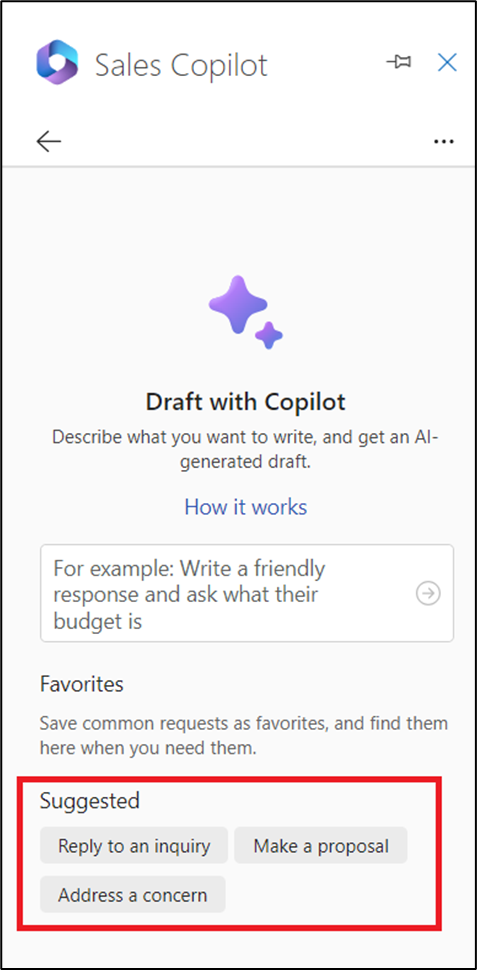 Sales Copilot
Draft with Copilot
Describe what you want to write, and get an AI-
generated draft.
How it works
For example: Write a friendly
response and ask what their
budget is
Favorites
Save common requests as favorites, and find them
here when you need them.
Suggested
Reply to an inquiry Make a proposal
Address a concern